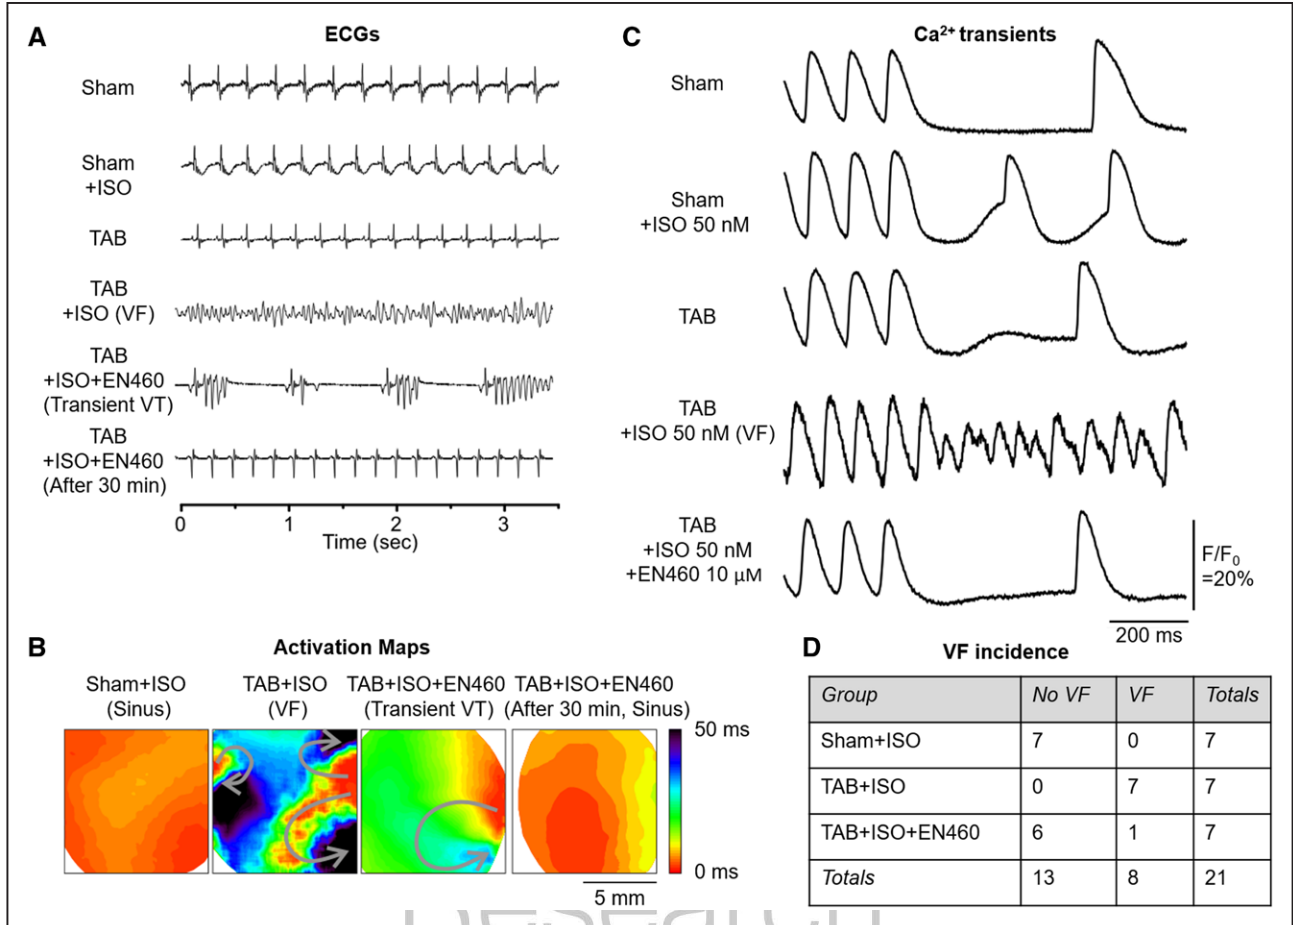 A
ECGs
Sham
Sham
+ISO
TAB
TAB
+ISO (VF)
TAB
+ISO+EN460
(Transient VT)
TAB
+ISO+EN460
(After 30 min)
0 1 2 3
Time (sec)
C
Ca²⁺ transients
Sham
Sham
+ISO 50 nM
TAB
TAB
+ISO 50 nM (VF)
TAB
+ISO 50 nM
+EN460 10 µM
F/F₀
=20%
200 ms
B
Activation Maps
Sham+ISO
(Sinus)
TAB+ISO
(VF)
TAB+ISO+EN460
(Transient VT)
TAB+ISO+EN460
(After 30 min, Sinus)
50 ms
0 ms
5 mm
D
VF incidence
Group No VF VF Totals
Sham+ISO 7 0 7
TAB+ISO 0 7 7
TAB+ISO+EN460 6 1 7
Totals 13 8 21